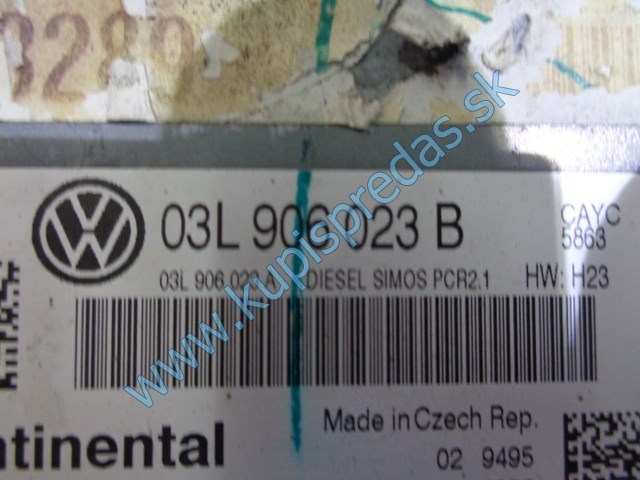 3289
03L 906 023 B
CAYC
5863
03L 906 023 A DIESEL SIMOS PCR2.1 HW: H23
Made in Czech Rep.
ntinental
02 9495
www.kupispredas.sk